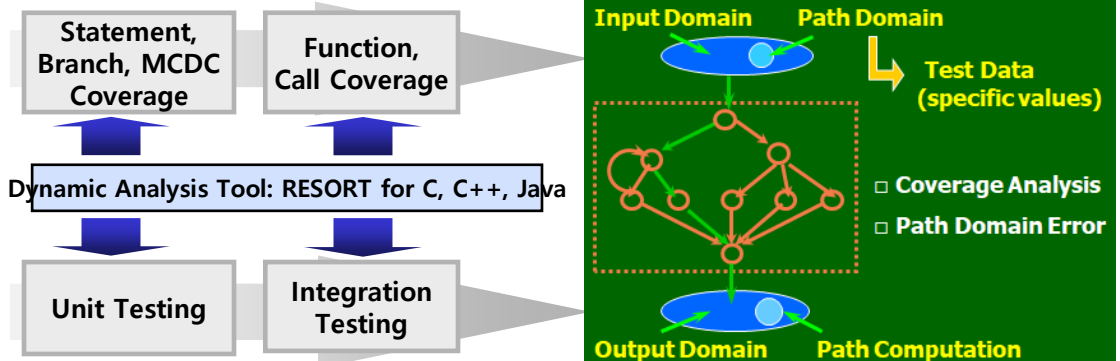 Statement,
Branch, MCDC
Coverage
Function,
Call Coverage
Dynamic Analysis Tool: RESORT for C, C++, Java
Unit Testing
Integration
Testing
Input Domain
Path Domain
Test Data
(specific values)
□ Coverage Analysis
□ Path Domain Error
Output Domain
Path Computation